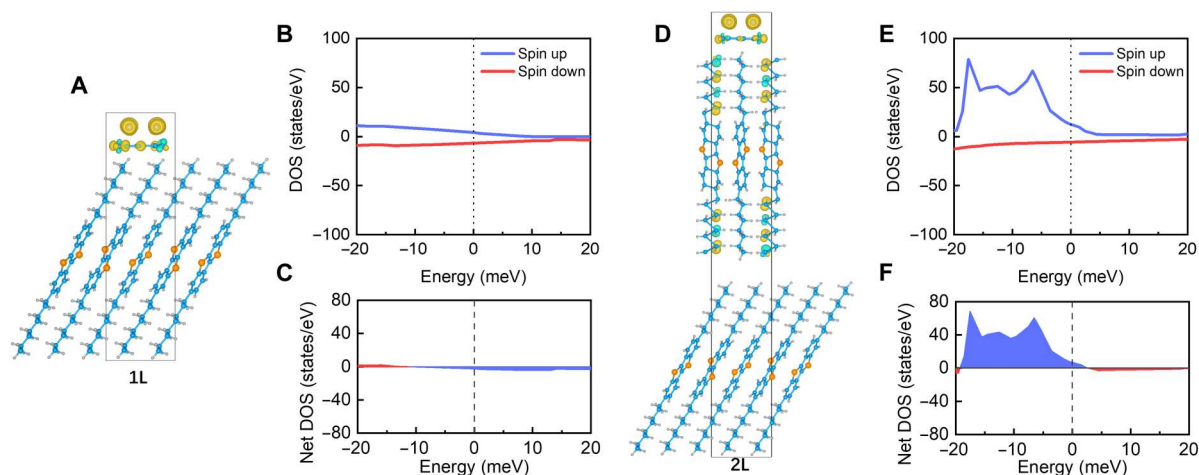 A
1L
B
DOS (states/eV)
100
50
0
−50
−100
Spin up
Spin down
−20
−10
0
10
20
Energy (meV)
C
Net DOS (states/eV)
80
40
0
−40
−80
−20
−10
0
10
20
Energy (meV)
D
2L
E
DOS (states/eV)
100
50
0
−50
−100
Spin up
Spin down
−20
−10
0
10
20
Energy (meV)
F
Net DOS (states/eV)
80
40
0
−40
−80
−20
−10
0
10
20
Energy (meV)